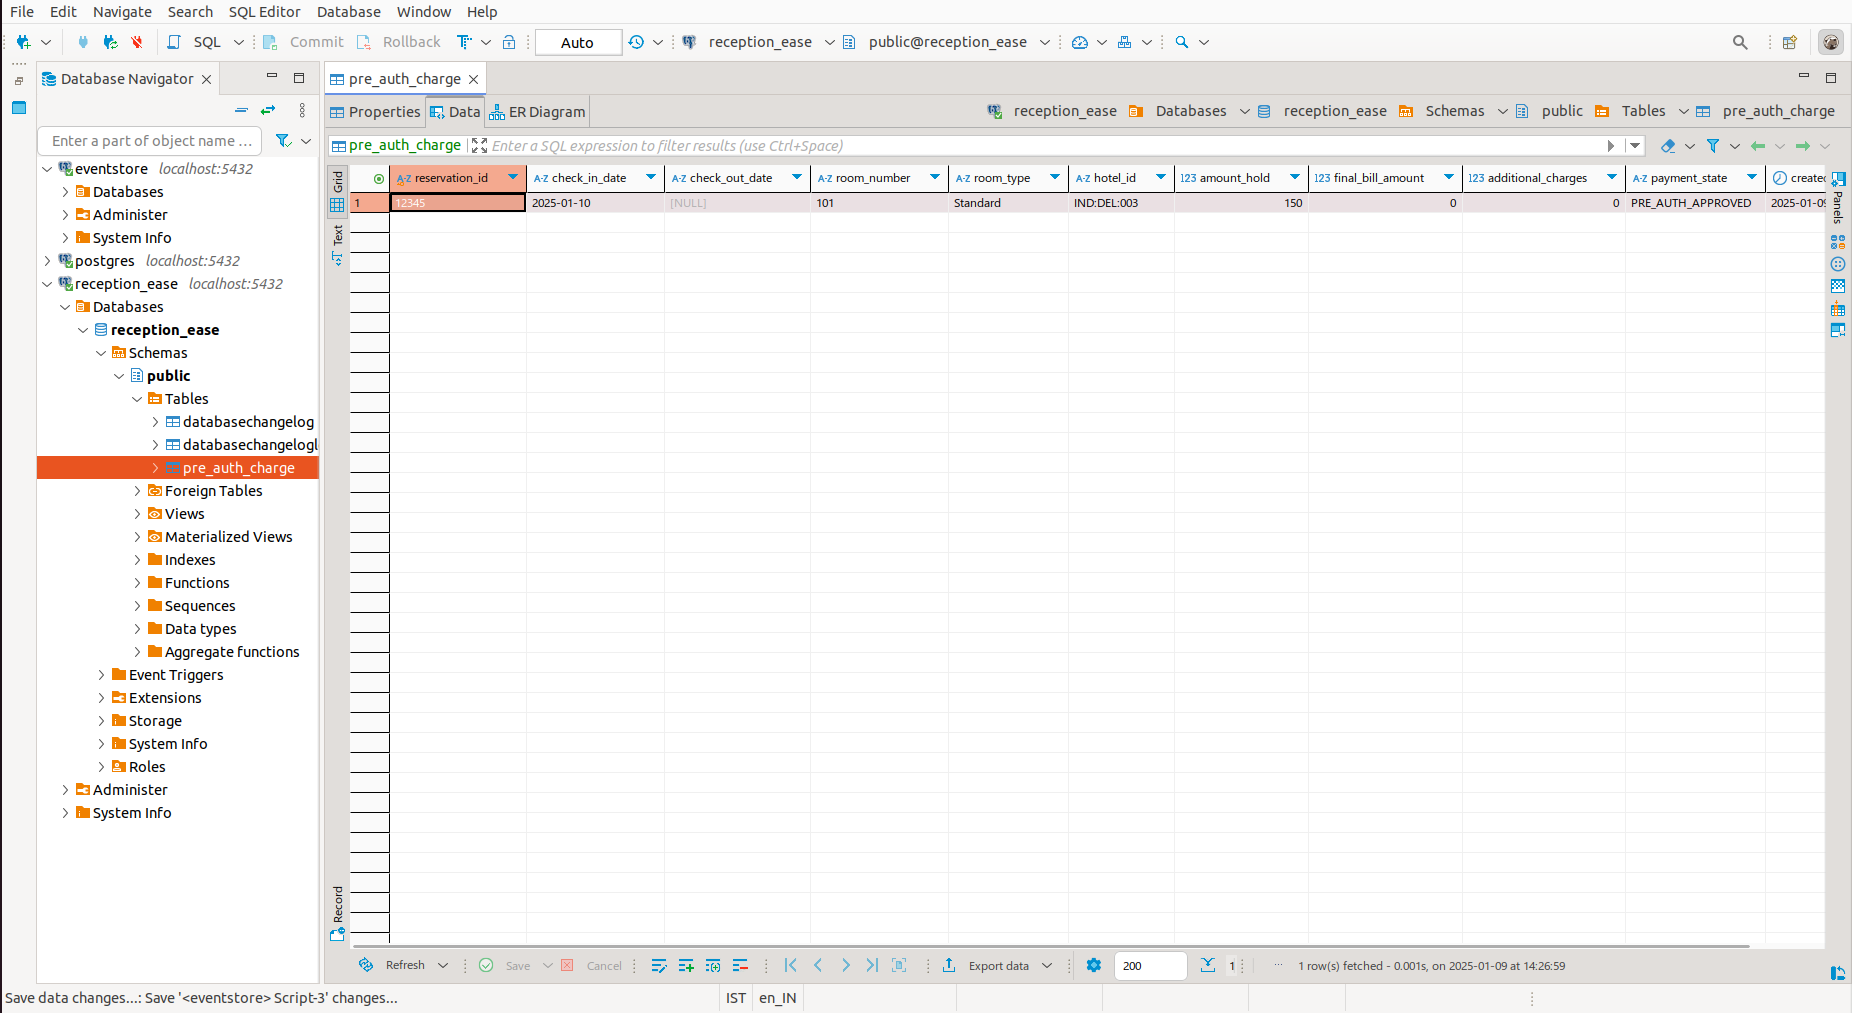 File Edit Navigate Search SQL Editor Database Window Help
SQL Commit Rollback Auto reception_ease public@reception_ease
Database Navigator
Enter a part of object name ...
eventstore localhost:5432
Databases
Administer
System Info
postgres localhost:5432
reception_ease localhost:5432
Databases
reception_ease
Schemas
public
Tables
databasechangelog
databasechangelogl
pre_auth_charge
Foreign Tables
Views
Materialized Views
Indexes
Functions
Sequences
Data types
Aggregate functions
Event Triggers
Extensions
Storage
System Info
Roles
Administer
System Info
pre_auth_charge
Properties Data ER Diagram reception_ease Databases reception_ease Schemas public Tables pre_auth_charge
pre_auth_charge Enter a SQL expression to filter results (use Ctrl+Space)
Grid
Text
Record
A-Z reservation_id A-Z check_in_date A-Z check_out_date A-Z room_number A-Z room_type A-Z hotel_id 123 amount_hold 123 final_bill_amount 123 additional_charges A-Z payment_state created
1 12345 2025-01-10 [NULL] 101 Standard IND:DEL:003 150 0 0 PRE_AUTH_APPROVED 2025-01-09
Panels
Refresh Save Cancel Export data 200 1 ... 1 row(s) fetched - 0.001s, on 2025-01-09 at 14:26:59
Save data changes...: Save '<eventstore> Script-3' changes... IST en_IN